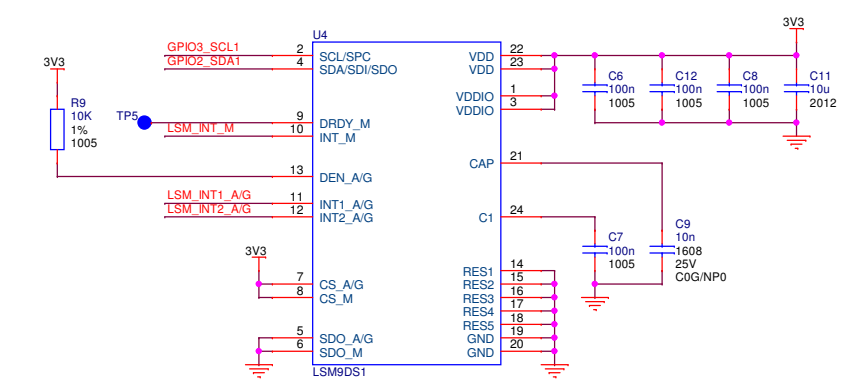 U4
3V3
GPIO3_SCL1 2 SCL/SPC VDD 22
GPIO2_SDA1 4 SDA/SDI/SDO VDD 23
3V3
C6 C12 C8 C11
100n 100n 100n 10u
1005 1005 1005 2012
1 VDDIO
3 VDDIO
R9
10K
1%
1005
TP5
9 DRDY_M
LSM_INT_M 10 INT_M
CAP 21
13 DEN_A/G
LSM_INT1_A/G 11 INT1_A/G
LSM_INT2_A/G 12 INT2_A/G
C1 24
C7
100n
1005
C9
10n
1608
25V
C0G/NP0
3V3
7 CS_A/G
8 CS_M
RES1 14
RES2 15
RES3 16
RES4 17
RES5 18
5 SDO_A/G GND 19
6 SDO_M GND 20
LSM9DS1